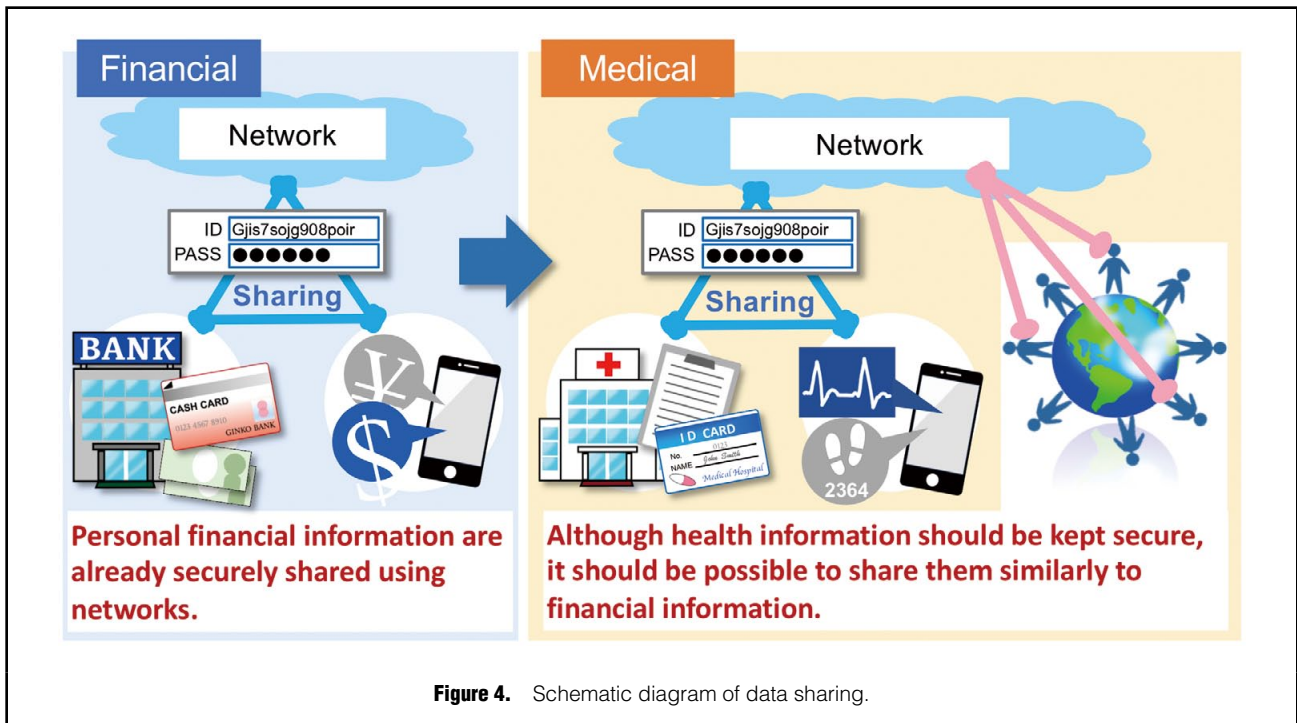 Financial
Network
ID Gjis7sojg908poir
PASS ●●●●●●
Sharing
BANK
CASH CARD
0123 4567 8910
GINKO BANK
¥
$
Personal financial information are
already securely shared using
networks.
Medical
Network
ID Gjis7sojg908poir
PASS ●●●●●●
Sharing
ID CARD
No. 0123
NAME John Smith
Medical Hospital
2364
Although health information should be kept secure,
it should be possible to share them similarly to
financial information.
Figure 4. Schematic diagram of data sharing.